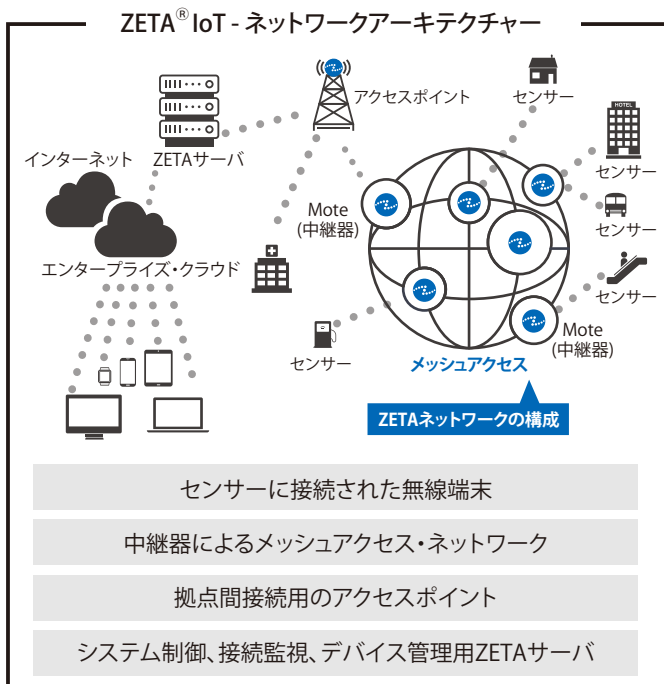 ZETA® IoT - ネットワークアーキテクチャー
アクセスポイント
センサー
HOTEL
インターネット
ZETAサーバ
センサー
Mote
(中継器)
センサー
エンタープライズ・クラウド
センサー
Mote
(中継器)
センサー
メッシュアクセス
ZETAネットワークの構成
センサーに接続された無線端末
中継器によるメッシュアクセス・ネットワーク
拠点間接続用のアクセスポイント
システム制御、接続監視、デバイス管理用ZETAサーバ